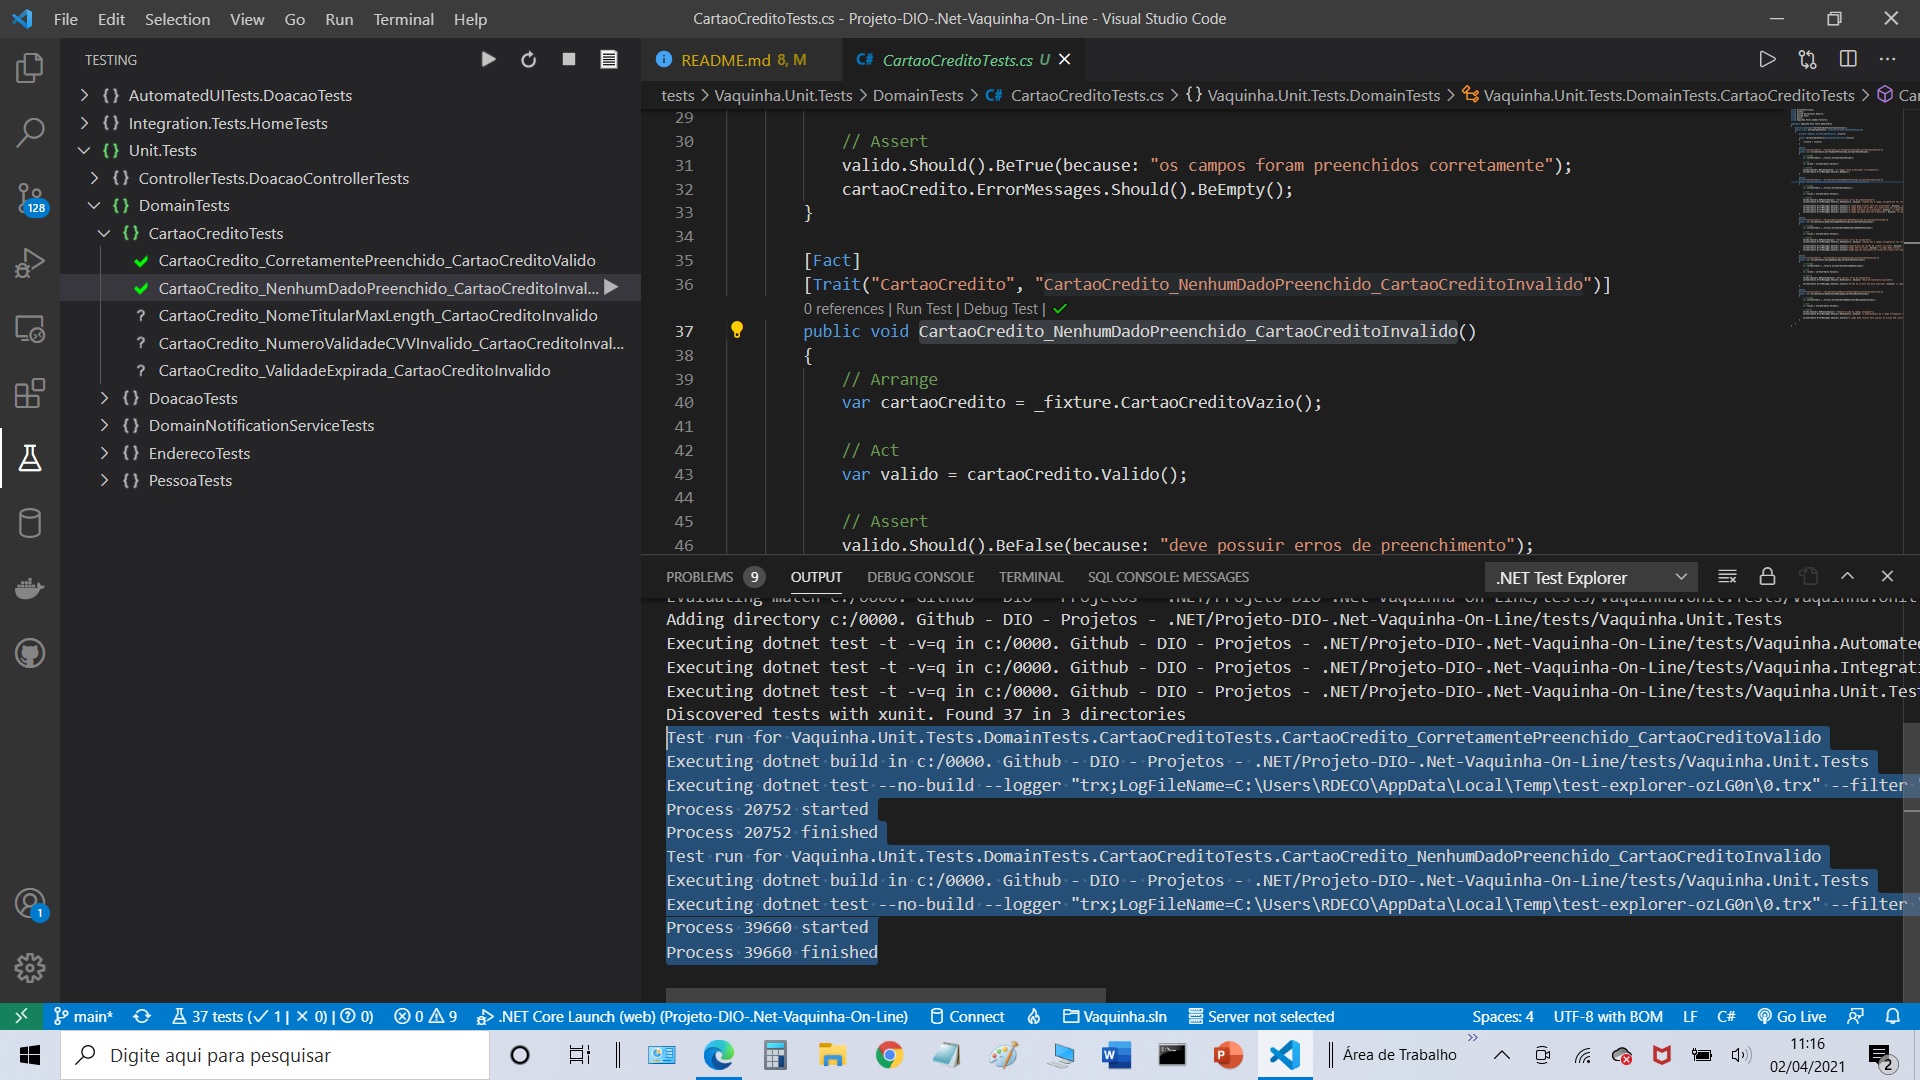 File Edit Selection View Go Run Terminal Help
CartaoCreditoTests.cs - Projeto-DIO-.Net-Vaquinha-On-Line - Visual Studio Code
TESTING
AutomatedUITests.DoacaoTests
Integration.Tests.HomeTests
Unit.Tests
ControllerTests.DoacaoControllerTests
DomainTests
CartaoCreditoTests
CartaoCredito_CorretamentePreenchido_CartaoCreditoValido
CartaoCredito_NenhumDadoPreenchido_CartaoCreditoInval...
? CartaoCredito_NomeTitularMaxLength_CartaoCreditoInvalido
? CartaoCredito_NumeroValidadeCVVInvalido_CartaoCreditoInval...
? CartaoCredito_ValidadeExpirada_CartaoCreditoInvalido
DoacaoTests
DomainNotificationServiceTests
EnderecoTests
PessoaTests
128
1
README.md 8, M
C# CartaoCreditoTests.cs U
tests > Vaquinha.Unit.Tests > DomainTests > C# CartaoCreditoTests.cs > {} Vaquinha.Unit.Tests.DomainTests > Vaquinha.Unit.Tests.DomainTests.CartaoCreditoTests > Car
29
30 // Assert
31 valido.Should().BeTrue(because: "os campos foram preenchidos corretamente");
32 cartaoCredito.ErrorMessages.Should().BeEmpty();
33 }
34
35 [Fact]
36 [Trait("CartaoCredito", "CartaoCredito_NenhumDadoPreenchido_CartaoCreditoInvalido")]
0 references | Run Test | Debug Test |
37 public void CartaoCredito_NenhumDadoPreenchido_CartaoCreditoInvalido()
38 {
39 // Arrange
40 var cartaoCredito = _fixture.CartaoCreditoVazio();
41
42 // Act
43 var valido = cartaoCredito.Valido();
44
45 // Assert
46 valido.Should().BeFalse(because: "deve possuir erros de preenchimento");
PROBLEMS 9 OUTPUT DEBUG CONSOLE TERMINAL SQL CONSOLE: MESSAGES
.NET Test Explorer
Adding directory c:/0000. Github - DIO - Projetos - .NET/Projeto-DIO-.Net-Vaquinha-On-Line/tests/Vaquinha.Unit.Tests
Executing dotnet test -t -v=q in c:/0000. Github - DIO - Projetos - .NET/Projeto-DIO-.Net-Vaquinha-On-Line/tests/Vaquinha.Automate
Executing dotnet test -t -v=q in c:/0000. Github - DIO - Projetos - .NET/Projeto-DIO-.Net-Vaquinha-On-Line/tests/Vaquinha.Integrati
Executing dotnet test -t -v=q in c:/0000. Github - DIO - Projetos - .NET/Projeto-DIO-.Net-Vaquinha-On-Line/tests/Vaquinha.Unit.Test
Discovered tests with xunit. Found 37 in 3 directories
Test run for Vaquinha.Unit.Tests.DomainTests.CartaoCreditoTests.CartaoCredito_CorretamentePreenchido_CartaoCreditoValido
Executing dotnet build in c:/0000. Github - DIO - Projetos - .NET/Projeto-DIO-.Net-Vaquinha-On-Line/tests/Vaquinha.Unit.Tests
Executing dotnet test --no-build --logger "trx;LogFileName=C:\Users\RDECO\AppData\Local\Temp\test-explorer-ozLG0n\0.trx" --filter "
Process 20752 started
Process 20752 finished
Test run for Vaquinha.Unit.Tests.DomainTests.CartaoCreditoTests.CartaoCredito_NenhumDadoPreenchido_CartaoCreditoInvalido
Executing dotnet build in c:/0000. Github - DIO - Projetos - .NET/Projeto-DIO-.Net-Vaquinha-On-Line/tests/Vaquinha.Unit.Tests
Executing dotnet test --no-build --logger "trx;LogFileName=C:\Users\RDECO\AppData\Local\Temp\test-explorer-ozLG0n\0.trx" --filter "
Process 39660 started
Process 39660 finished
main* 37 tests (✓ 1 | ✕ 0) | ? 0) 0 9 .NET Core Launch (web) (Projeto-DIO-.Net-Vaquinha-On-Line) Connect Vaquinha.sln Server not selected Spaces: 4 UTF-8 with BOM LF C# Go Live
Digite aqui para pesquisar
Área de Trabalho
11:16
02/04/2021
2